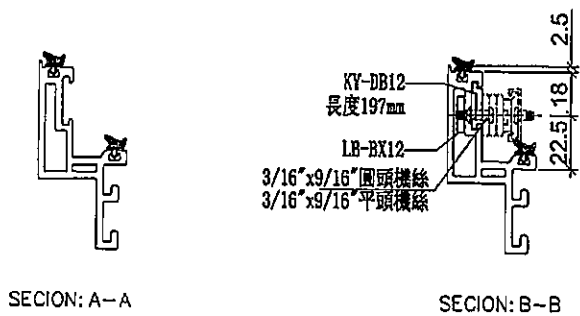 2.5
KY-DB12
長度197mm
.18
LB-BX12
22.5
3/16"x9/16"圓頭機絲
3/16"x9/16"平頭機絲
SECION: A-A
SECION: B-B